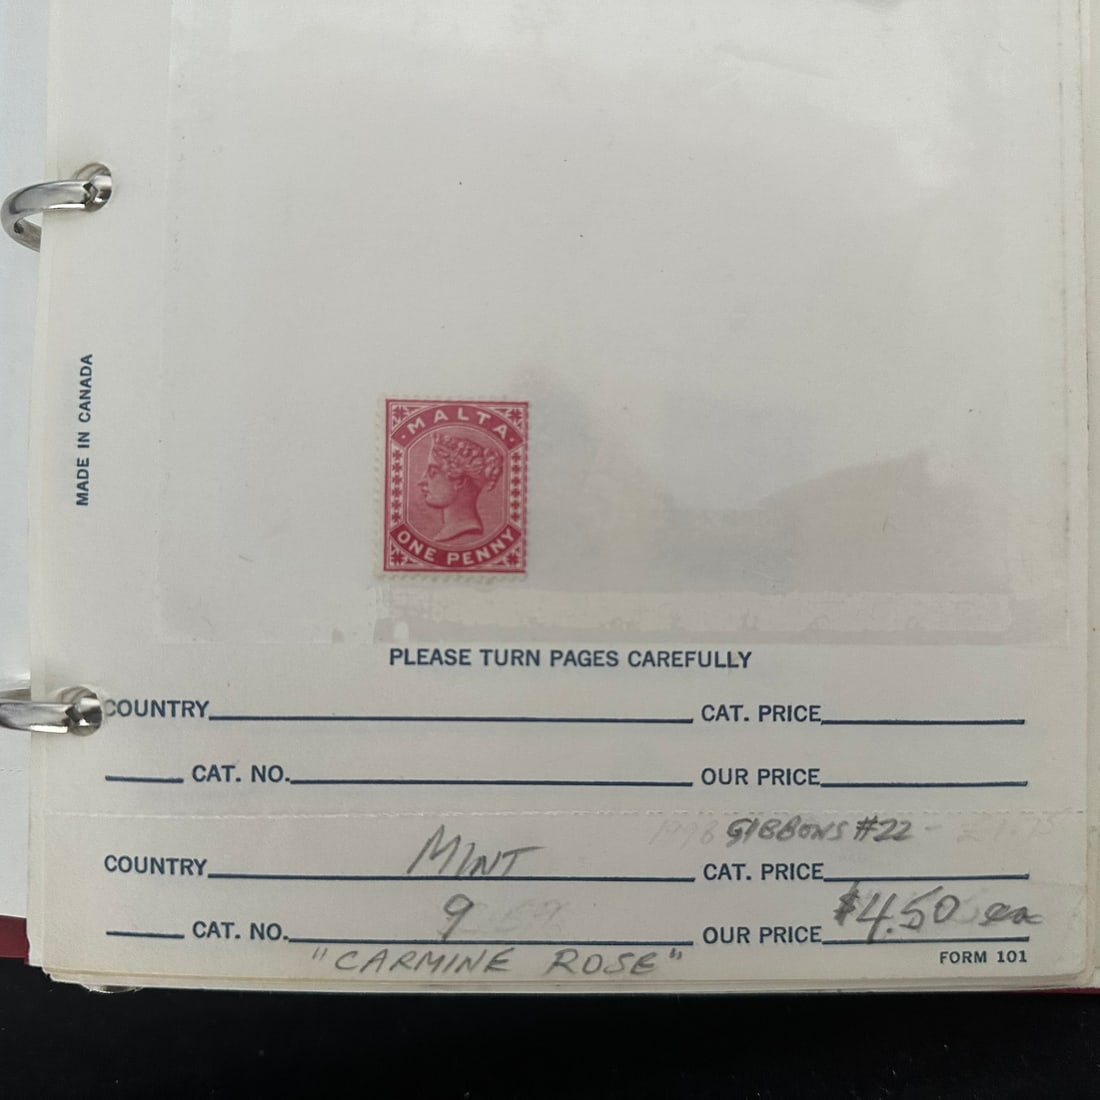 MADE IN CANADA
MALTA
ONE PENNY
PLEASE TURN PAGES CAREFULLY
COUNTRY CAT. PRICE
CAT. NO. OUR PRICE
GIBBONS #22 -
COUNTRY MINT CAT. PRICE
CAT. NO. 9 OUR PRICE $4.50 ea
"CARMINE ROSE"
FORM 101